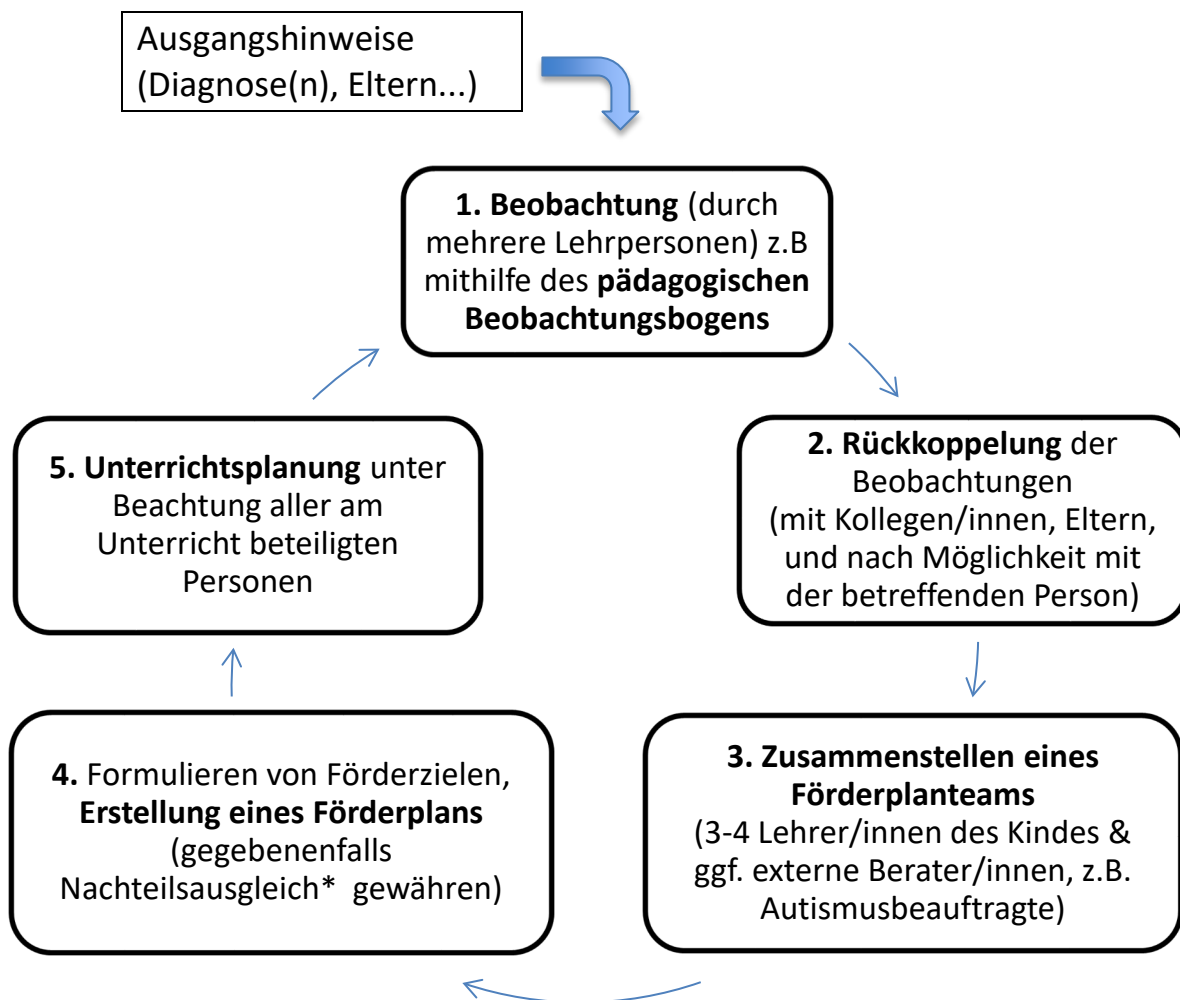 Ausgangshinweise
(Diagnose(n), Eltern...)
1. Beobachtung (durch
mehrere Lehrpersonen) z.B
mithilfe des pädagogischen
Beobachtungsbogens
2. Rückkoppelung der
Beobachtungen
(mit Kollegen/innen, Eltern,
und nach Möglichkeit mit
der betreffenden Person)
3. Zusammenstellen eines
Förderplanteams
(3-4 Lehrer/innen des Kindes &
ggf. externe Berater/innen, z.B.
Autismusbeauftragte)
4. Formulieren von Förderzielen,
Erstellung eines Förderplans
(gegebenenfalls
Nachteilsausgleich* gewähren)
5. Unterrichtsplanung unter
Beachtung aller am
Unterricht beteiligten
Personen